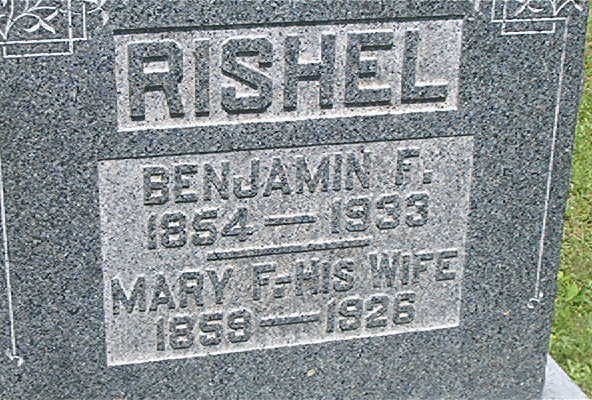 RISHEL
BENJAMIN F.
1854 — 1933
MARY F. - HIS WIFE
1859 — 1926